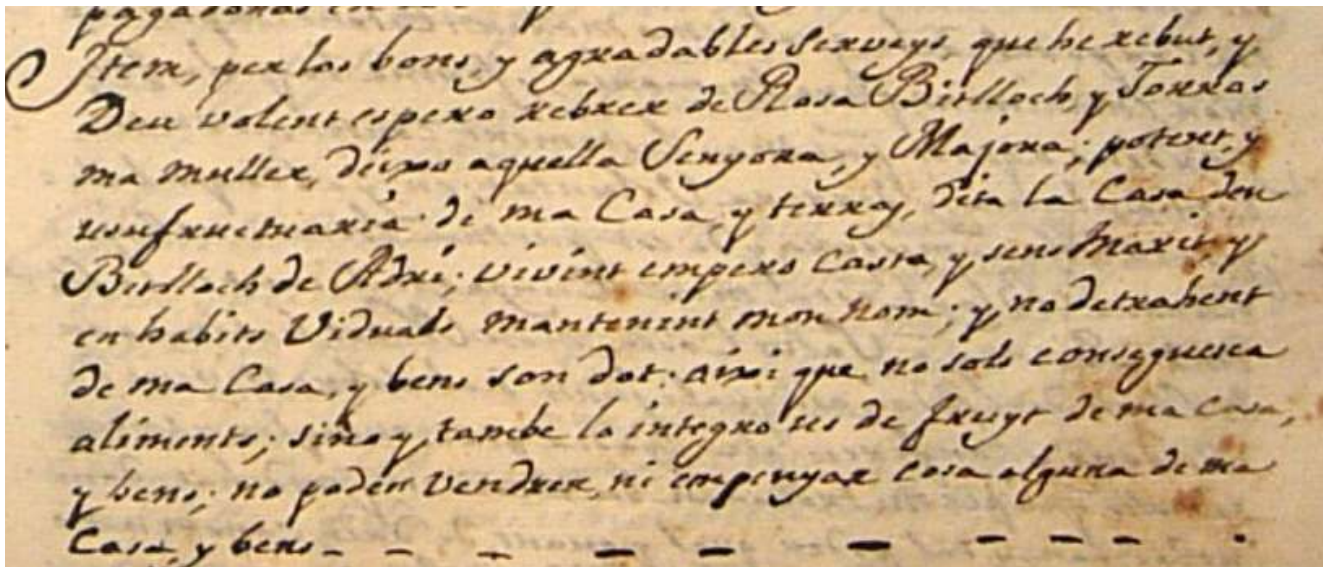 Item, per los bons, y agradables serveys, que he rebut, y
Deu volent espero rebrer de Rosa Birlloch, y Torras
ma muller, deixo aquella Senyora, y Majora, potent, y
usufructuaria de ma Casa, y terras, dita la Casa den
Birlloch de Adri; vivint empero casta, y sens marit, y
en habits Viduals mantenint mon nom; y no detrahent
de ma Casa, y bens son dot; aixi que no sols consequesca
aliments; sino y tambe lo integro us de fruyt de ma casa,
y bens; no poden vendrer, ni empenyar cosa alguna de ma
Casa, y bens - - - - - - - - - .